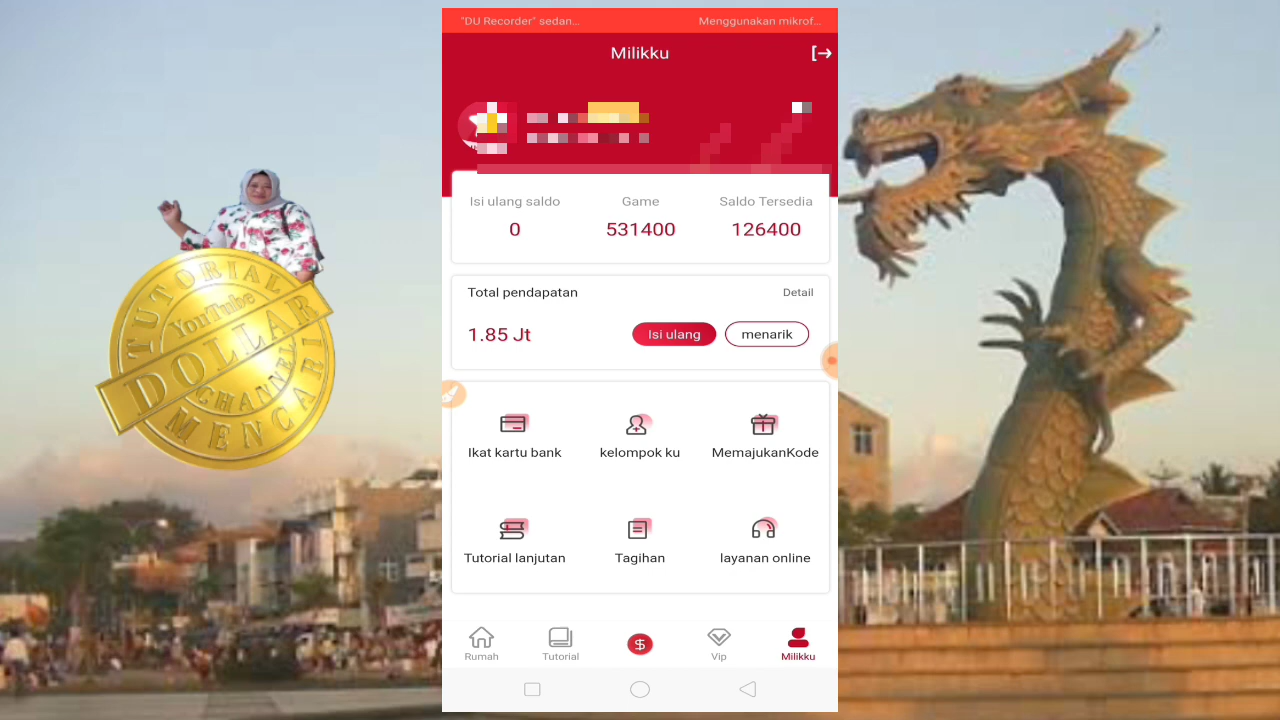 "DU Recorder" sedan...
Menggunakan mikrof...
Milikku
Isi ulang saldo
Game
Saldo Tersedia
0
531400
126400
Total pendapatan
Detail
1.85 Jt
Isi ulang
menarik
Ikat kartu bank
kelompok ku
MemajukanKode
Tutorial lanjutan
Tagihan
layanan online
Rumah
Tutorial
$
Vip
Milikku
TUTORIAL
YouTube
DOLLAR
CHANNEL
MENCARI